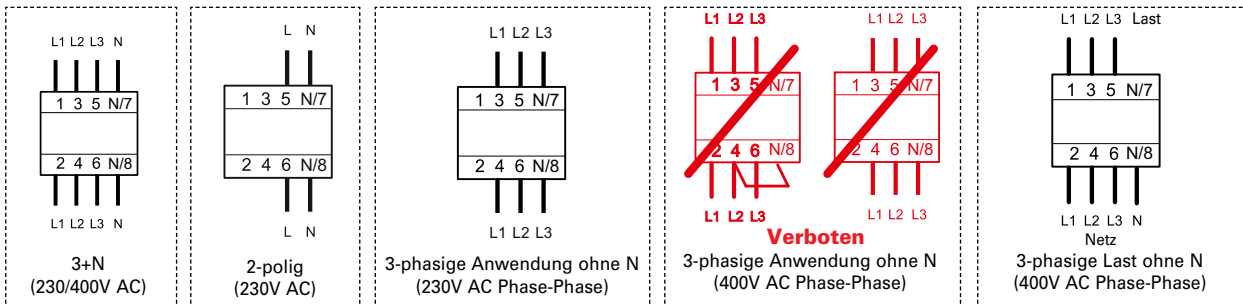 L1 L2 L3 N
1 3 5 N/7
2 4 6 N/8
L1 L2 L3 N
3+N
(230/400V AC)
L N
1 3 5 N/7
2 4 6 N/8
L N
2-polig
(230V AC)
L1 L2 L3
1 3 5 N/7
2 4 6 N/8
L1 L2 L3
3-phasige Anwendung ohne N
(230V AC Phase-Phase)
L1 L2 L3
1 3 5 N/7
2 4 6 N/8
L1 L2 L3
L1 L2 L3
1 3 5 N/7
2 4 6 N/8
L1 L2 L3
Verboten
3-phasige Anwendung ohne N
(400V AC Phase-Phase)
L1 L2 L3 Last
1 3 5 N/7
2 4 6 N/8
L1 L2 L3 N
Netz
3-phasige Last ohne N
(400V AC Phase-Phase)